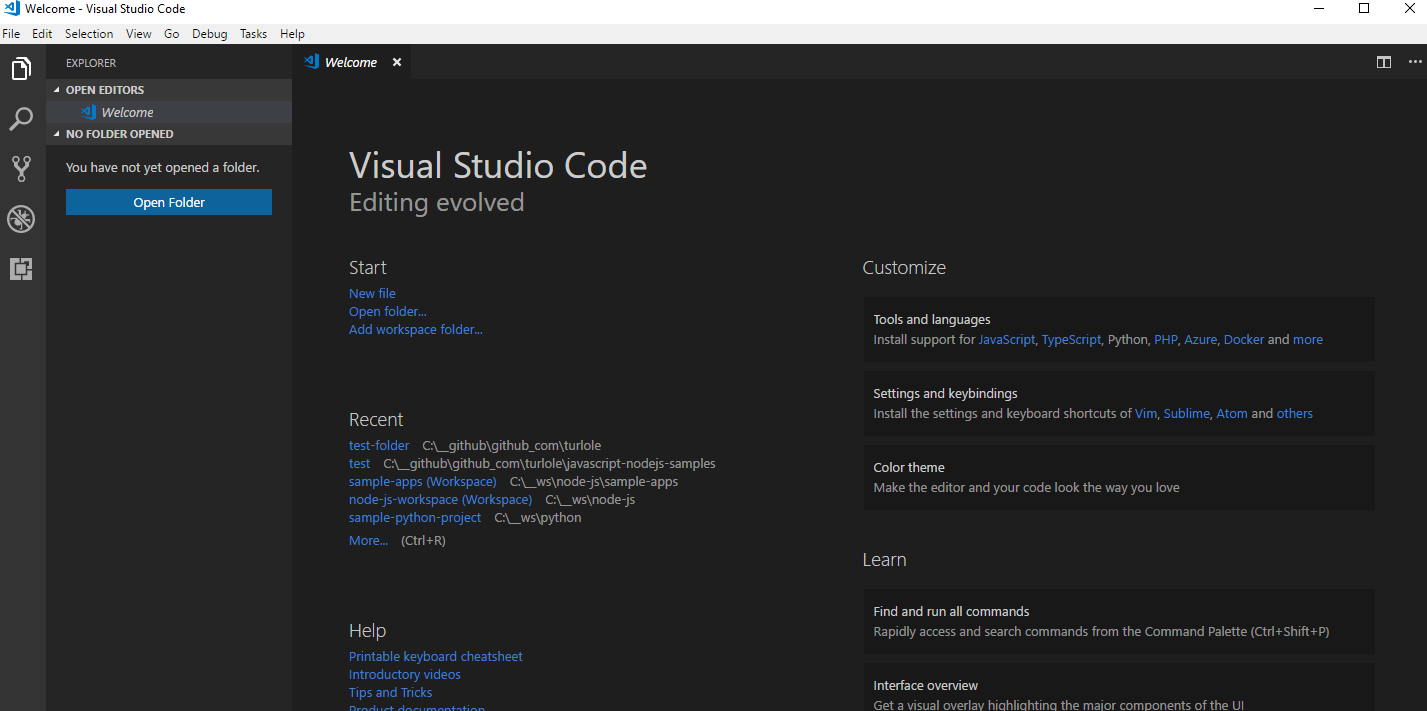 Welcome - Visual Studio Code
File Edit Selection View Go Debug Tasks Help
EXPLORER
OPEN EDITORS
Welcome
NO FOLDER OPENED
You have not yet opened a folder.
Open Folder
Welcome
Visual Studio Code
Editing evolved
Start
New file
Open folder...
Add workspace folder...
Recent
test-folder C:\__github\github_com\turlole
test C:\__github\github_com\turlole\javascript-nodejs-samples
sample-apps (Workspace) C:\__ws\node-js\sample-apps
node-js-workspace (Workspace) C:\__ws\node-js
sample-python-project C:\__ws\python
More... (Ctrl+R)
Help
Printable keyboard cheatsheet
Introductory videos
Tips and Tricks
Product documentation
Customize
Tools and languages
Install support for JavaScript, TypeScript, Python, PHP, Azure, Docker and more
Settings and keybindings
Install the settings and keyboard shortcuts of Vim, Sublime, Atom and others
Color theme
Make the editor and your code look the way you love
Learn
Find and run all commands
Rapidly access and search commands from the Command Palette (Ctrl+Shift+P)
Interface overview
Get a visual overlay highlighting the major components of the UI